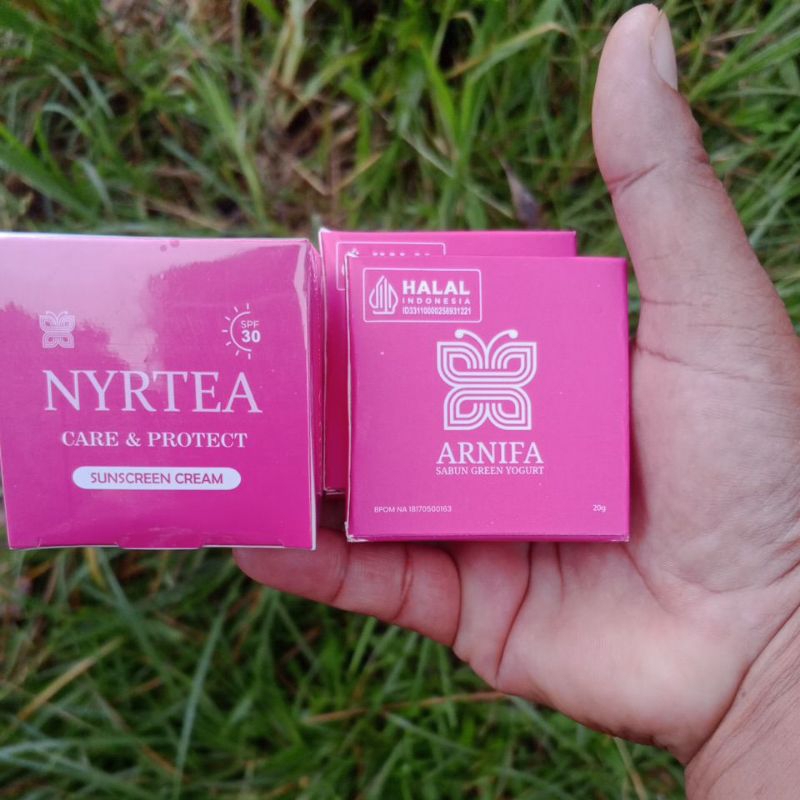 SPF
30
NYRTEA
CARE & PROTECT
SUNSCREEN CREAM
HALAL
INDONESIA
ID33110000258931221
ARNIFA
SABUN GREEN YOGURT
BPOM NA 18170500163
20g